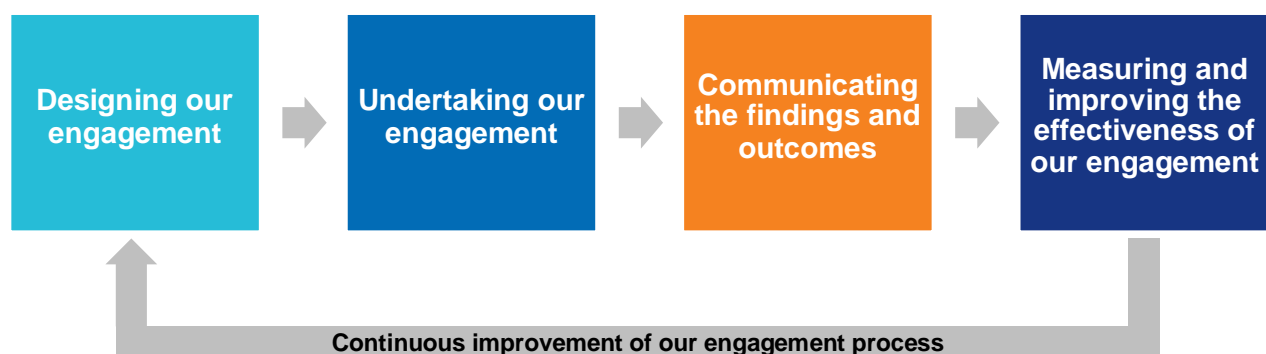 Designing our
engagement
Undertaking our
engagement
Communicating
the findings and
outcomes
Measuring and
improving the
effectiveness of
our engagement
Continuous improvement of our engagement process